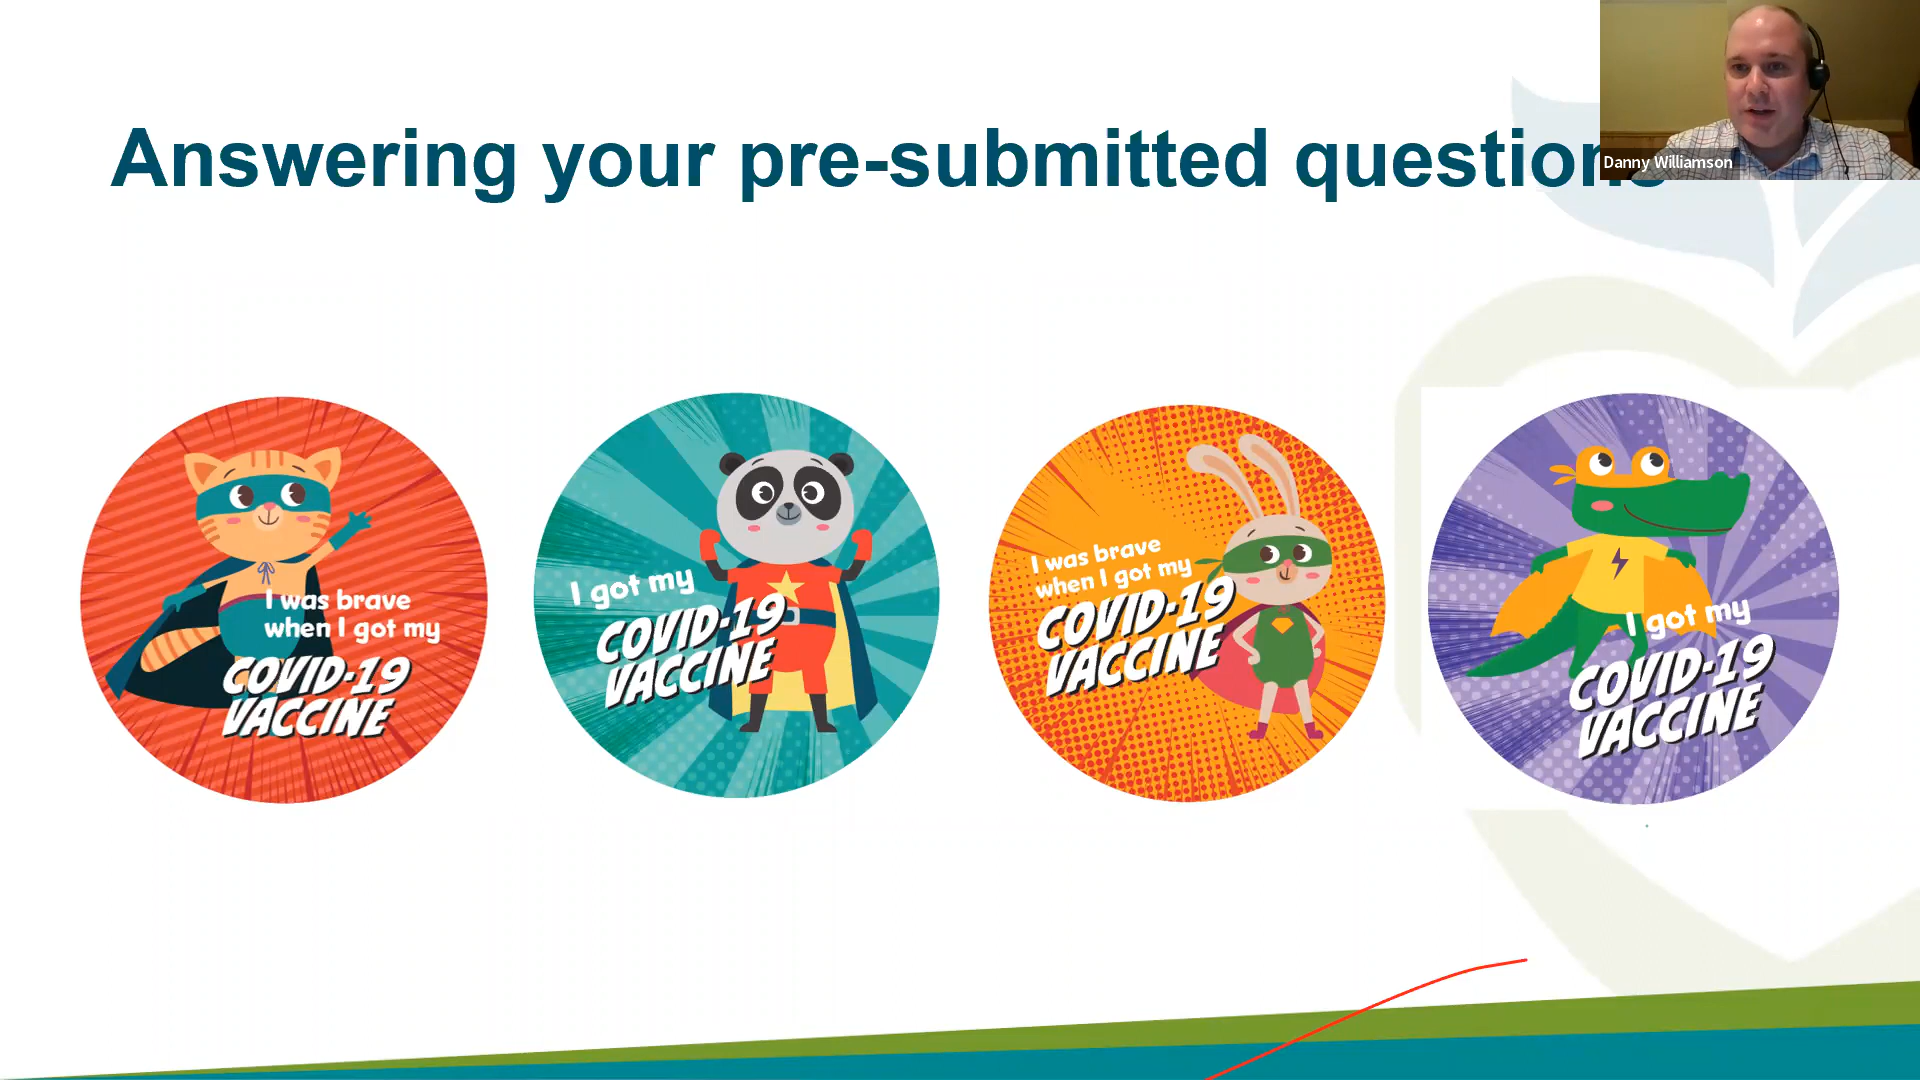 Answering your pre-submitted questions
Danny Williamson
I was brave
when I got my
COVID-19
VACCINE
I got my
COVID-19
VACCINE
I was brave
when I got my
COVID-19
VACCINE
I got my
COVID-19
VACCINE